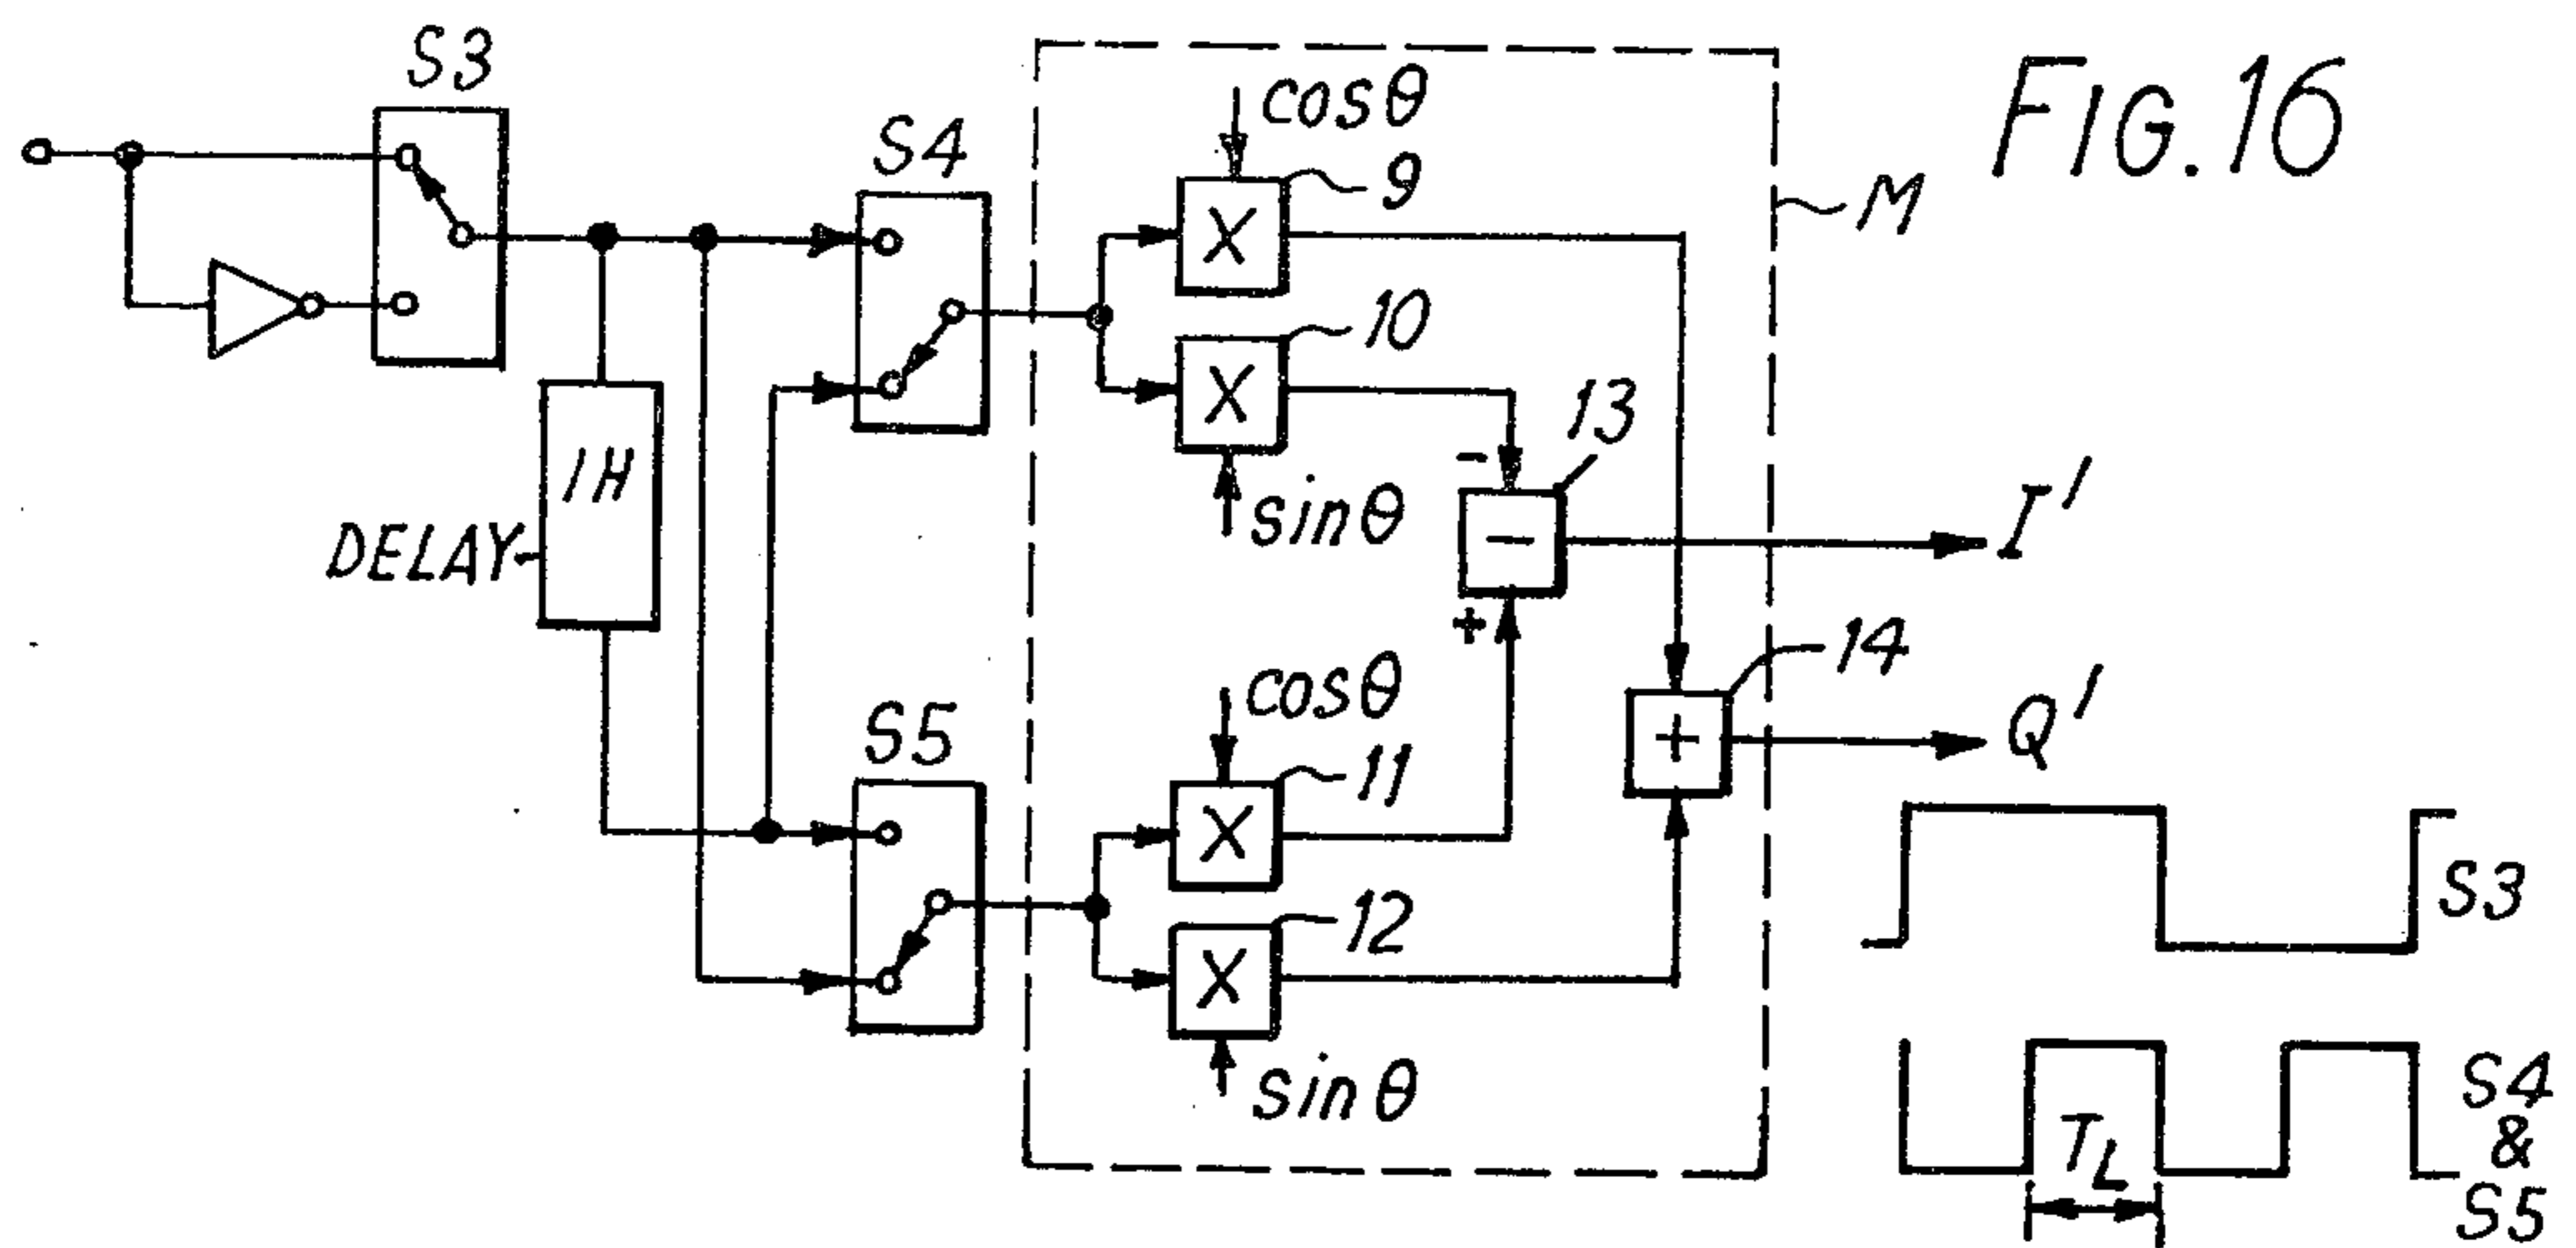 FIG.16
S3
S4
cosθ
9
M
X
10
X
sinθ
13
-
-
+
I'
1H
DELAY
S5
cosθ
11
X
12
X
sinθ
14
+
Q'
S3
S4
&
S5
TL